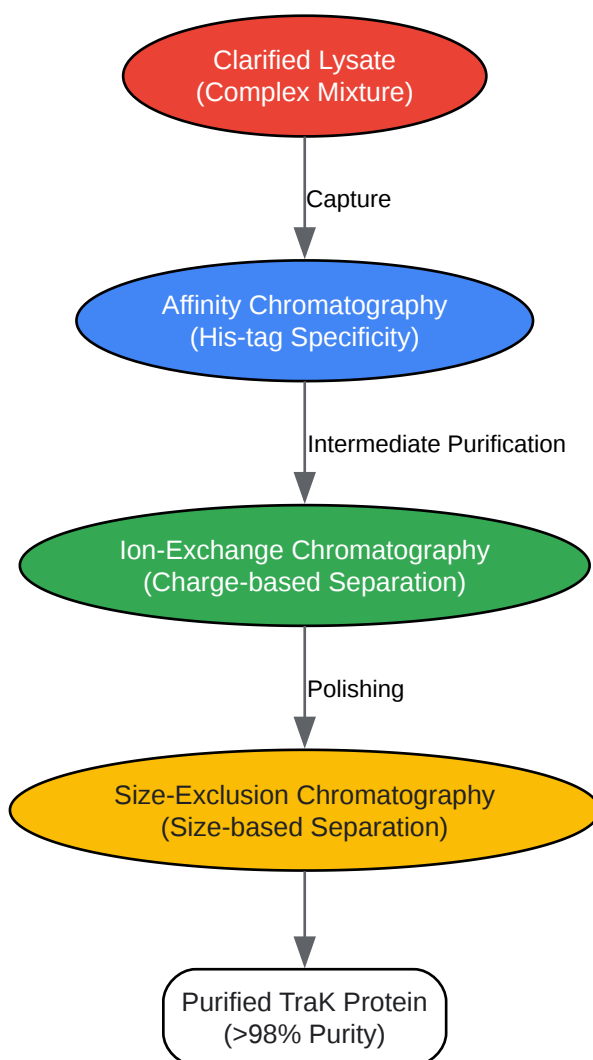 Clarified Lysate
(Complex Mixture)
Capture
Affinity Chromatography
(His-tag Specificity)
Intermediate Purification
Ion-Exchange Chromatography
(Charge-based Separation)
Polishing
Size-Exclusion Chromatography
(Size-based Separation)
Purified TraK Protein
(>98% Purity)